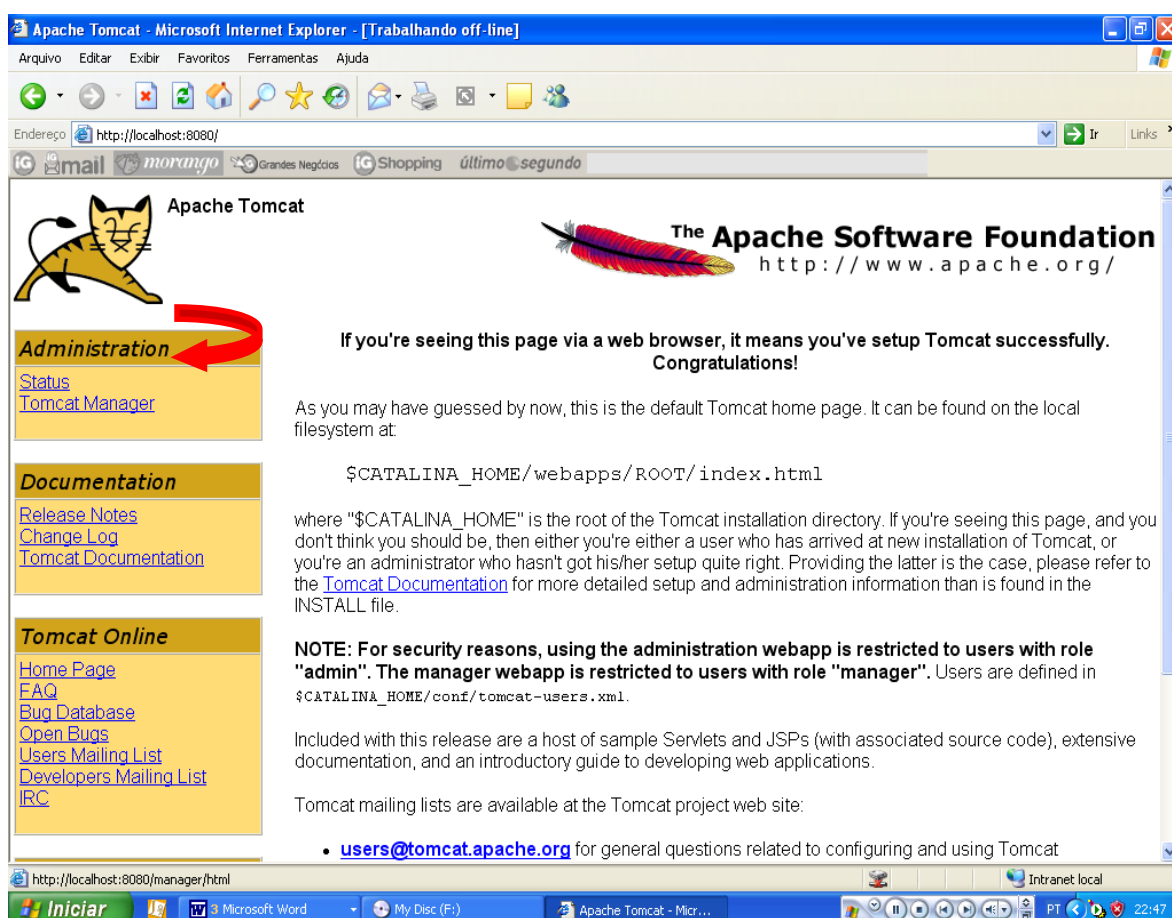 Apache Tomcat - Microsoft Internet Explorer - [Trabalhando off-line]
Arquivo Editar Exibir Favoritos Ferramentas Ajuda
Endereço http://localhost:8080/ Ir Links
iG mail morango Grandes Negócios iG Shopping último segundo
Apache Tomcat
The Apache Software Foundation
http://www.apache.org/
Administration
Status
Tomcat Manager
Documentation
Release Notes
Change Log
Tomcat Documentation
Tomcat Online
Home Page
FAQ
Bug Database
Open Bugs
Users Mailing List
Developers Mailing List
IRC
If you're seeing this page via a web browser, it means you've setup Tomcat successfully.
Congratulations!
As you may have guessed by now, this is the default Tomcat home page. It can be found on the local
filesystem at:
$CATALINA_HOME/webapps/ROOT/index.html
where "$CATALINA_HOME" is the root of the Tomcat installation directory. If you're seeing this page, and you
don't think you should be, then either you're either a user who has arrived at new installation of Tomcat, or
you're an administrator who hasn't got his/her setup quite right. Providing the latter is the case, please refer to
the Tomcat Documentation for more detailed setup and administration information than is found in the
INSTALL file.
NOTE: For security reasons, using the administration webapp is restricted to users with role
"admin". The manager webapp is restricted to users with role "manager". Users are defined in
$CATALINA_HOME/conf/tomcat-users.xml.
Included with this release are a host of sample Servlets and JSPs (with associated source code), extensive
documentation, and an introductory guide to developing web applications.
Tomcat mailing lists are available at the Tomcat project web site:
• users@tomcat.apache.org for general questions related to configuring and using Tomcat
http://localhost:8080/manager/html Intranet local
Iniciar 3 Microsoft Word My Disc (F:) Apache Tomcat - Micr... PT 22:47